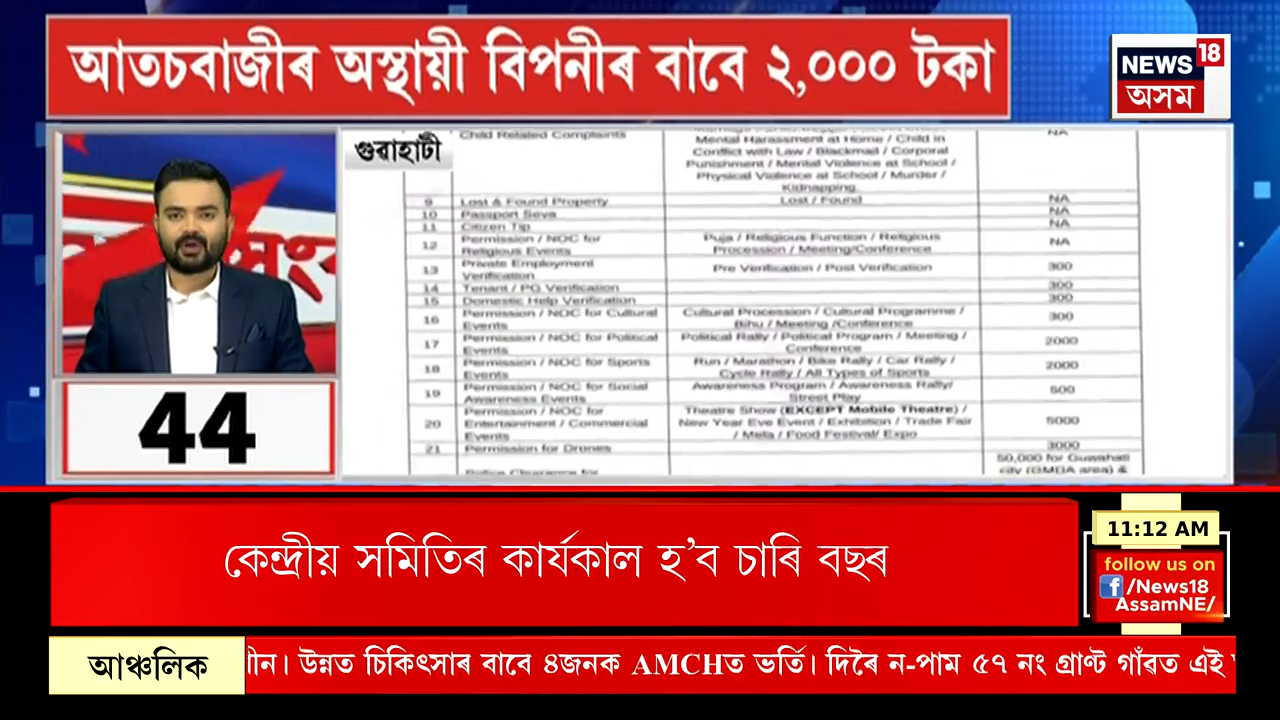 আতচবাজীৰ অস্থায়ী বিপনীৰ বাবে ২,০০০ টকা
NEWS 18
অসম
গুৱাহাটী
Child Related Complaints
Mental Harassment at Home / Child in
Conflict with Law / Blackmail / Corporal
Punishment / Mental Violence at School /
Physical Violence at School / Murder /
Kidnapping
NA
9 Lost & Found Property Lost / Found NA
10 Passport Seva NA
11 Citizen Tip NA
12 Permission / NOC for Religious Events Puja / Religious Function / Religious Procession / Meeting/Conference NA
13 Private Employment Verification Pre Verification / Post Verification 300
14 Tenant / PG Verification 300
15 Domestic Help Verification 300
16 Permission / NOC for Cultural Events Cultural Procession / Cultural Programme / Bihu / Meeting /Conference 300
17 Permission / NOC for Political Events Political Rally / Political Program / Meeting / Conference 2000
18 Permission / NOC for Sports Events Run / Marathon / Bike Rally / Car Rally / Cycle Rally / All Types of Sports 2000
19 Permission / NOC for Social Awareness Events Awareness Program / Awareness Rally/ Street Play 500
20 Permission / NOC for Entertainment / Commercial Events Theatre Show (EXCEPT Mobile Theatre) / New Year Eve Event / Exhibition / Trade Fair / Mela / Food Festival/ Expo 5000
21 Permission for Drones 3000
50,000 for Guwahati
city (GMDA area) &
44
কেন্দ্ৰীয় সমিতিৰ কাৰ্যকাল হ'ব চাৰি বছৰ
11:12 AM
follow us on
/News18
AssamNE/
আঞ্চলিক
উন্নত চিকিৎসাৰ বাবে ৪জনক AMCHত ভৰ্তি। দিৰৈ ন-পাম ৫৭ নং গ্ৰাণ্ট গাঁৱত এই